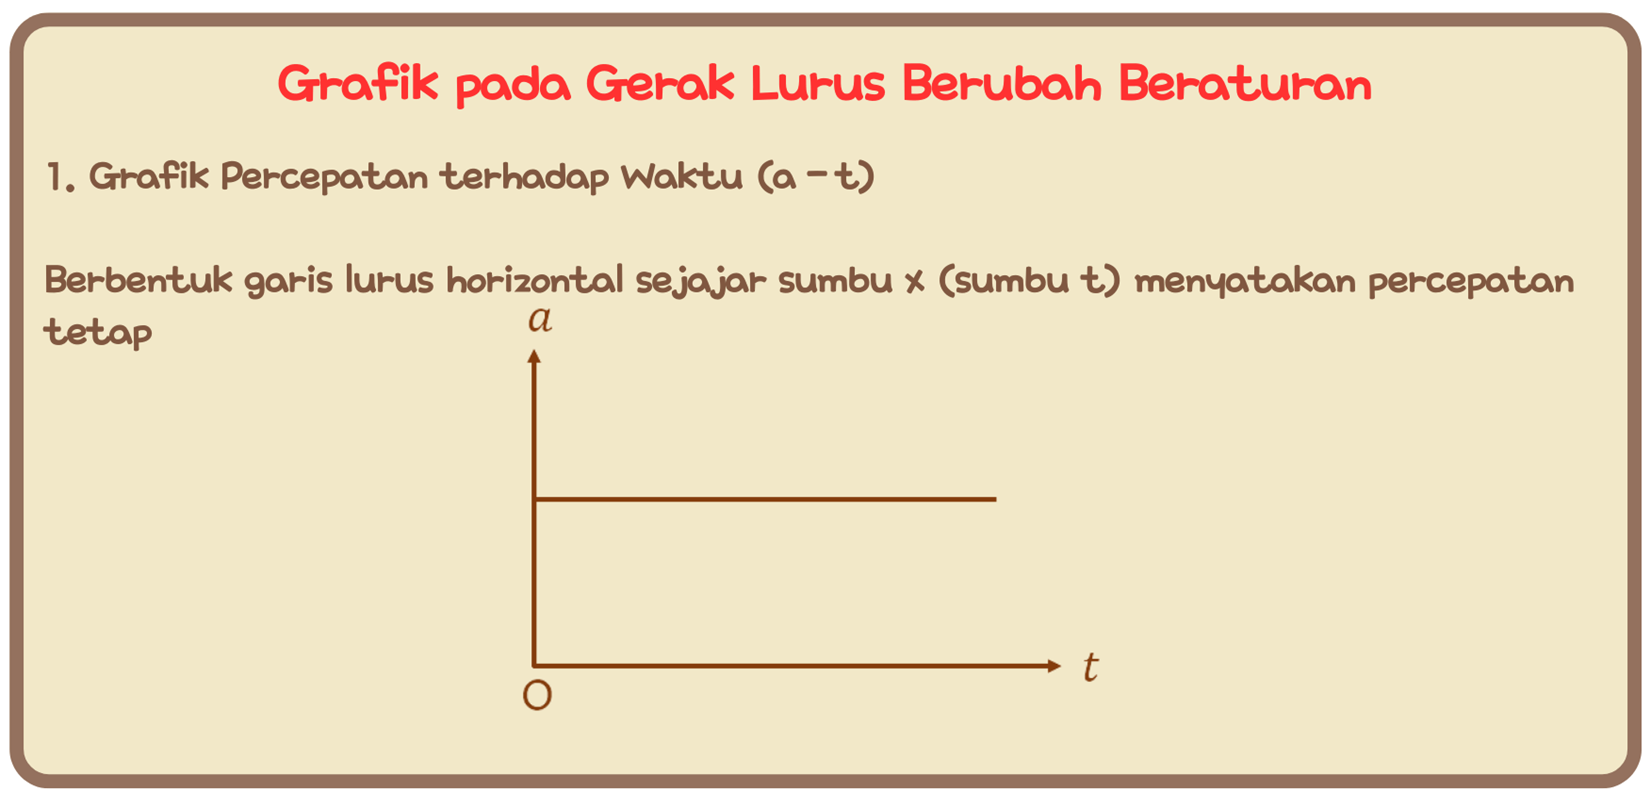 Grafik pada Gerak Lurus Berubah Beraturan
1. Grafik Percepatan terhadap Waktu (a – t)
Berbentuk garis lurus horizontal sejajar sumbu x (sumbu t) menyatakan percepatan
tetap
a
t
O